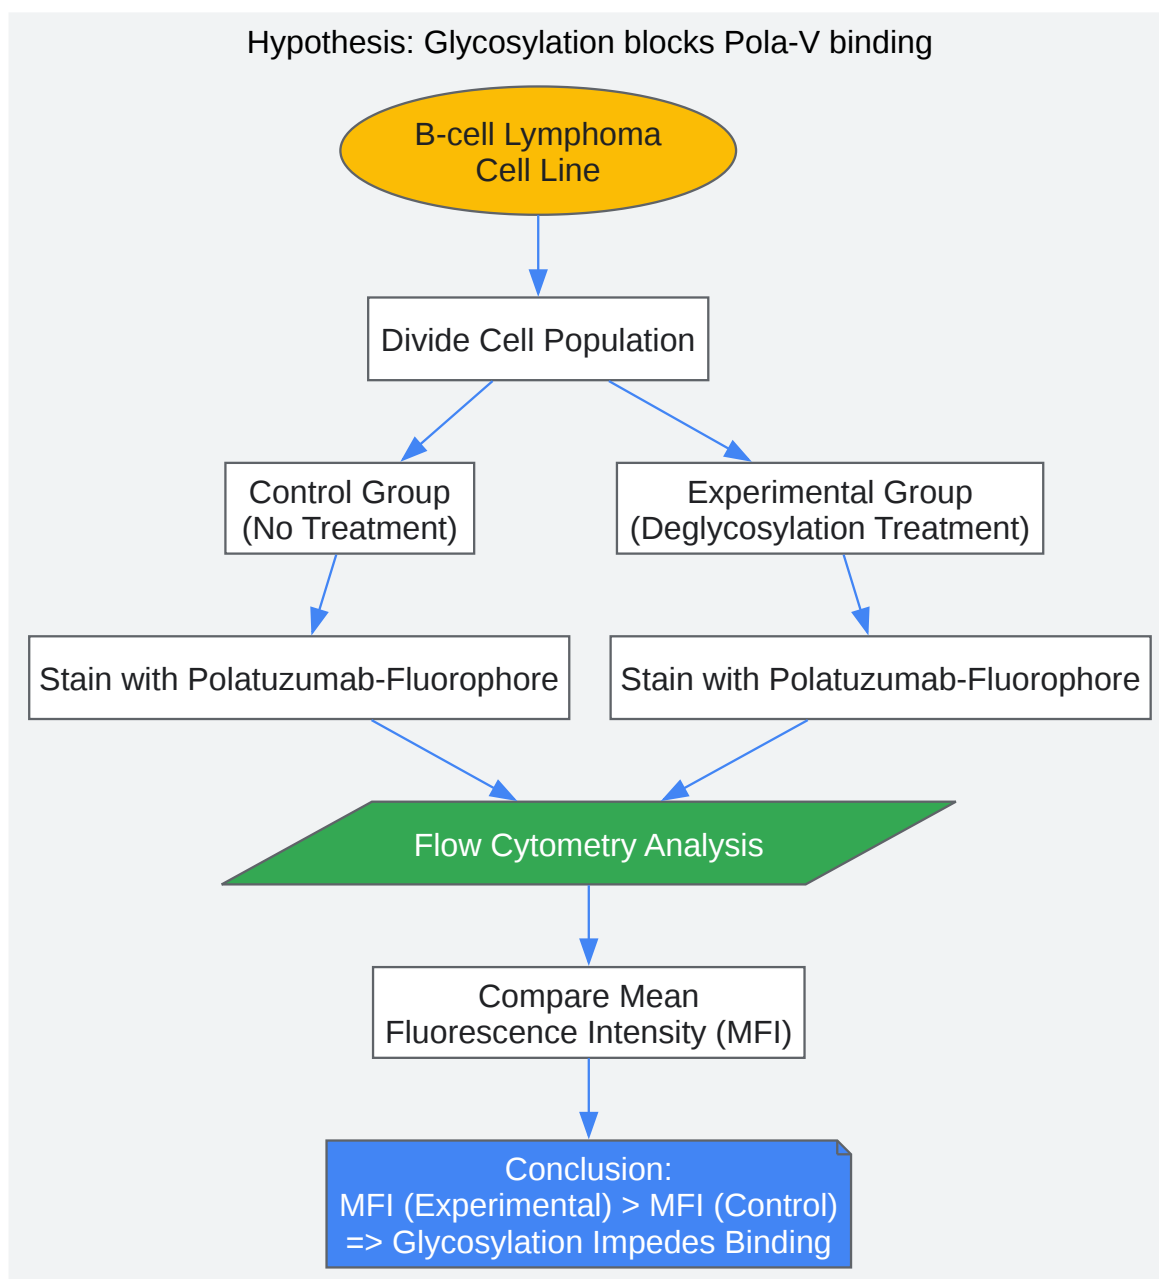 Hypothesis: Glycosylation blocks Pola-V binding
B-cell Lymphoma
Cell Line
Divide Cell Population
Control Group
(No Treatment)
Experimental Group
(Deglycosylation Treatment)
Stain with Polatuzumab-Fluorophore
Stain with Polatuzumab-Fluorophore
Flow Cytometry Analysis
Compare Mean
Fluorescence Intensity (MFI)
Conclusion:
MFI (Experimental) > MFI (Control)
=> Glycosylation Impedes Binding